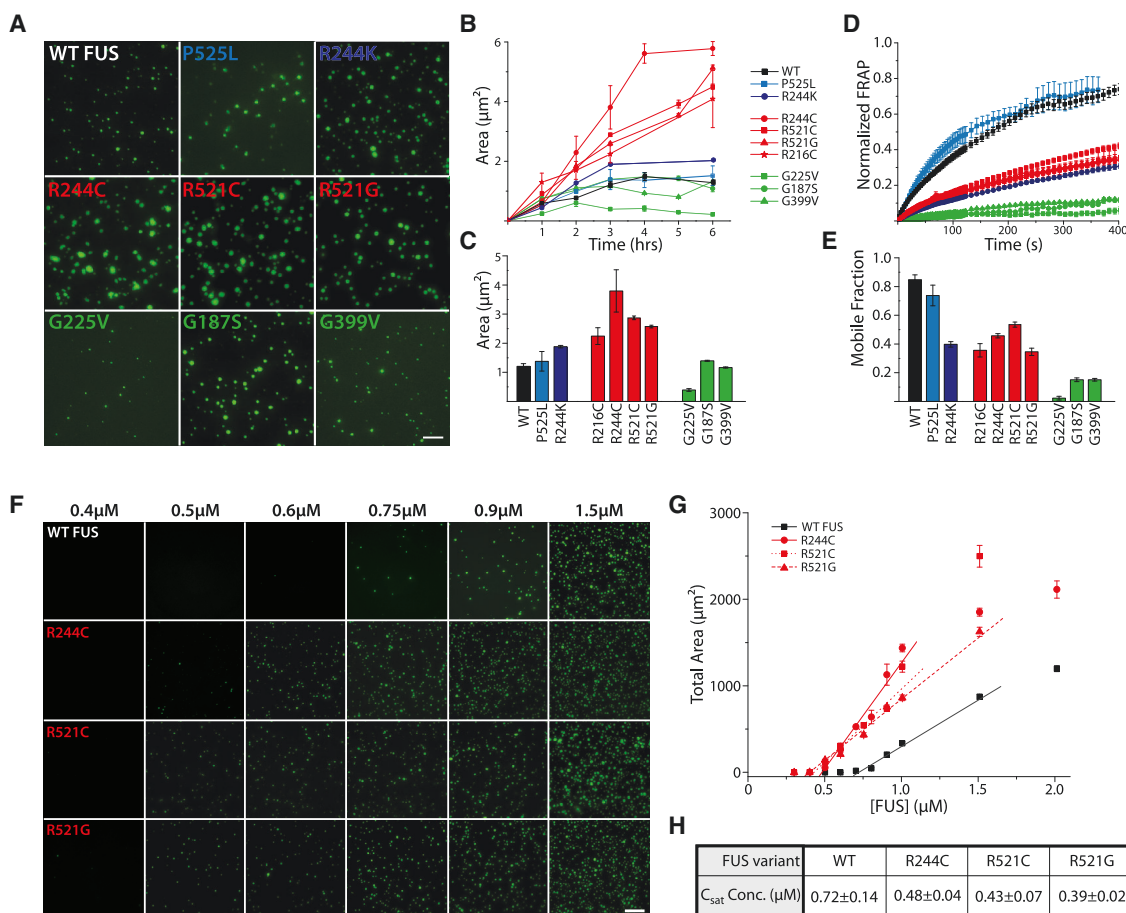 A
WT FUS
P525L
R244K
R244C
R521C
R521G
G225V
G187S
G399V
B
Area (µm²)
6
4
2
0
1
2
3
4
5
6
Time (hrs)
WT
P525L
R244K
R244C
R521C
R521G
R216C
G225V
G187S
G399V
C
Area (µm²)
5
4
3
2
1
WT
P525L
R244K
R216C
R244C
R521C
R521G
G225V
G187S
G399V
D
Normalized FRAP
1.0
0.8
0.6
0.4
0.2
0
100
200
300
400
Time (s)
E
Mobile Fraction
1.0
0.8
0.6
0.4
0.2
WT
P525L
R244K
R216C
R244C
R521C
R521G
G225V
G187S
G399V
F
0.4µM 0.5µM 0.6µM 0.75µM 0.9µM 1.5µM
WT FUS
R244C
R521C
R521G
G
Total Area (µm²)
3000
2000
1000
0
WT FUS
R244C
R521C
R521G
0 0.5 1.0 1.5 2.0
[FUS] (µM)
H
FUS variant WT R244C R521C R521G
Csat Conc. (µM) 0.72±0.14 0.48±0.04 0.43±0.07 0.39±0.02